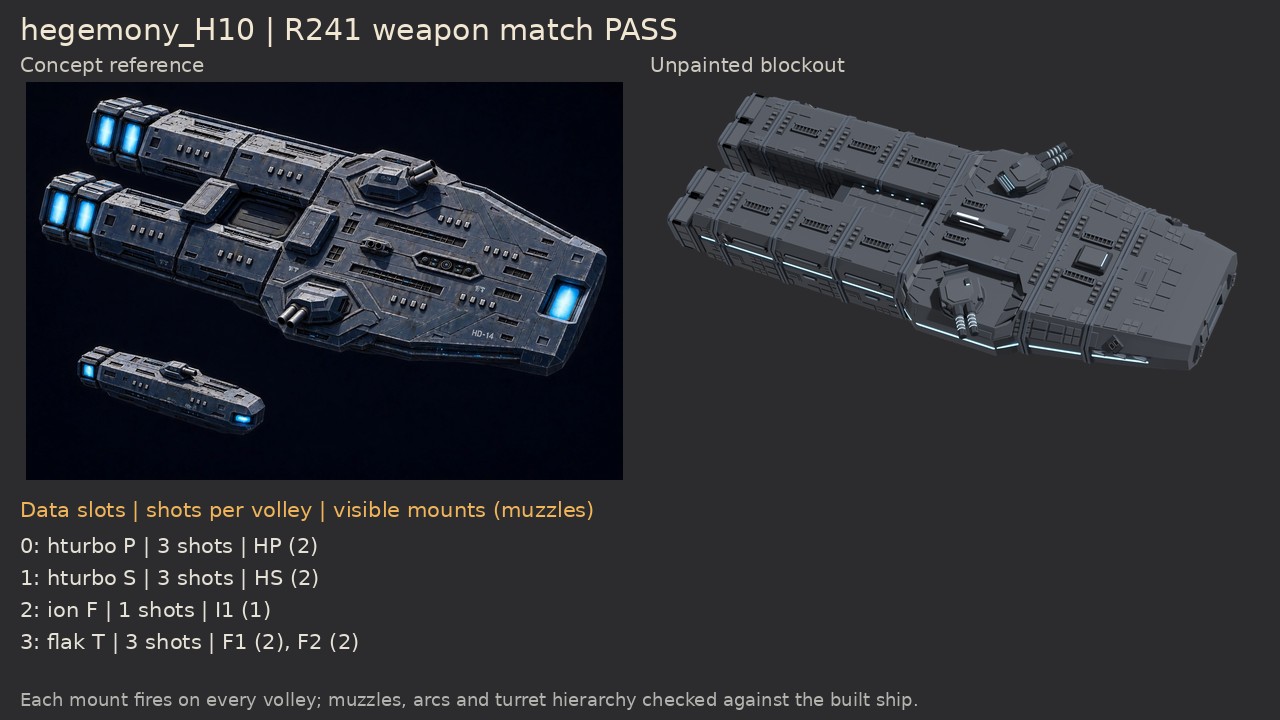 hegemony_H10 | R241 weapon match PASS
Concept reference
Unpainted blockout
HD-14
Data slots | shots per volley | visible mounts (muzzles)
0: hturbo P | 3 shots | HP (2)
1: hturbo S | 3 shots | HS (2)
2: ion F | 1 shots | I1 (1)
3: flak T | 3 shots | F1 (2), F2 (2)
Each mount fires on every volley; muzzles, arcs and turret hierarchy checked against the built ship.